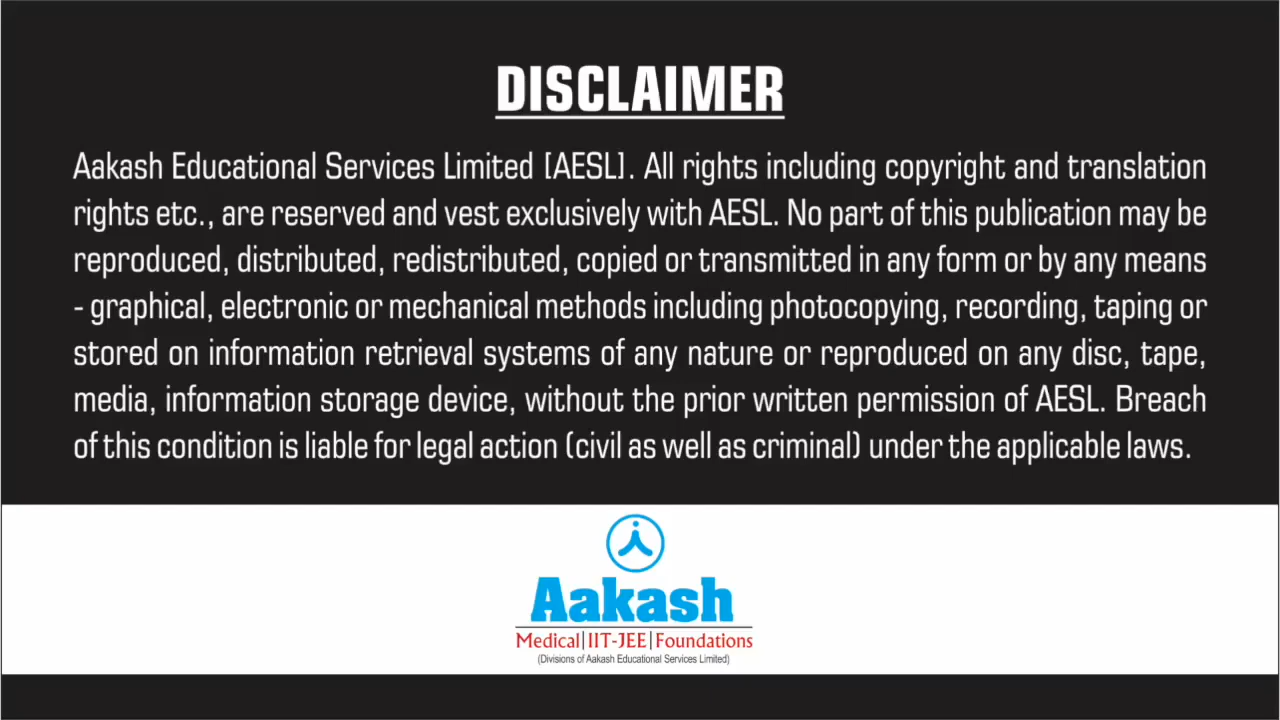 DISCLAIMER
Aakash Educational Services Limited [AESL]. All rights including copyright and translation
rights etc., are reserved and vest exclusively with AESL. No part of this publication may be
reproduced, distributed, redistributed, copied or transmitted in any form or by any means
- graphical, electronic or mechanical methods including photocopying, recording, taping or
stored on information retrieval systems of any nature or reproduced on any disc, tape,
media, information storage device, without the prior written permission of AESL. Breach
of this condition is liable for legal action (civil as well as criminal) under the applicable laws.
Aakash
Medical|IIT-JEE|Foundations
(Divisions of Aakash Educational Services Limited)